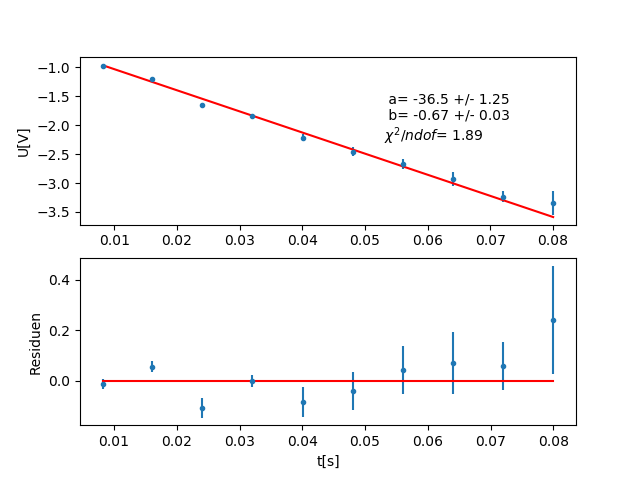 −1.0
−1.5
−2.0
−2.5
−3.0
−3.5
U[V]
a= -36.5 +/- 1.25
b= -0.67 +/- 0.03
χ²/ndof= 1.89
0.01 0.02 0.03 0.04 0.05 0.06 0.07 0.08
0.4
0.2
0.0
Residuen
0.01 0.02 0.03 0.04 0.05 0.06 0.07 0.08
t[s]